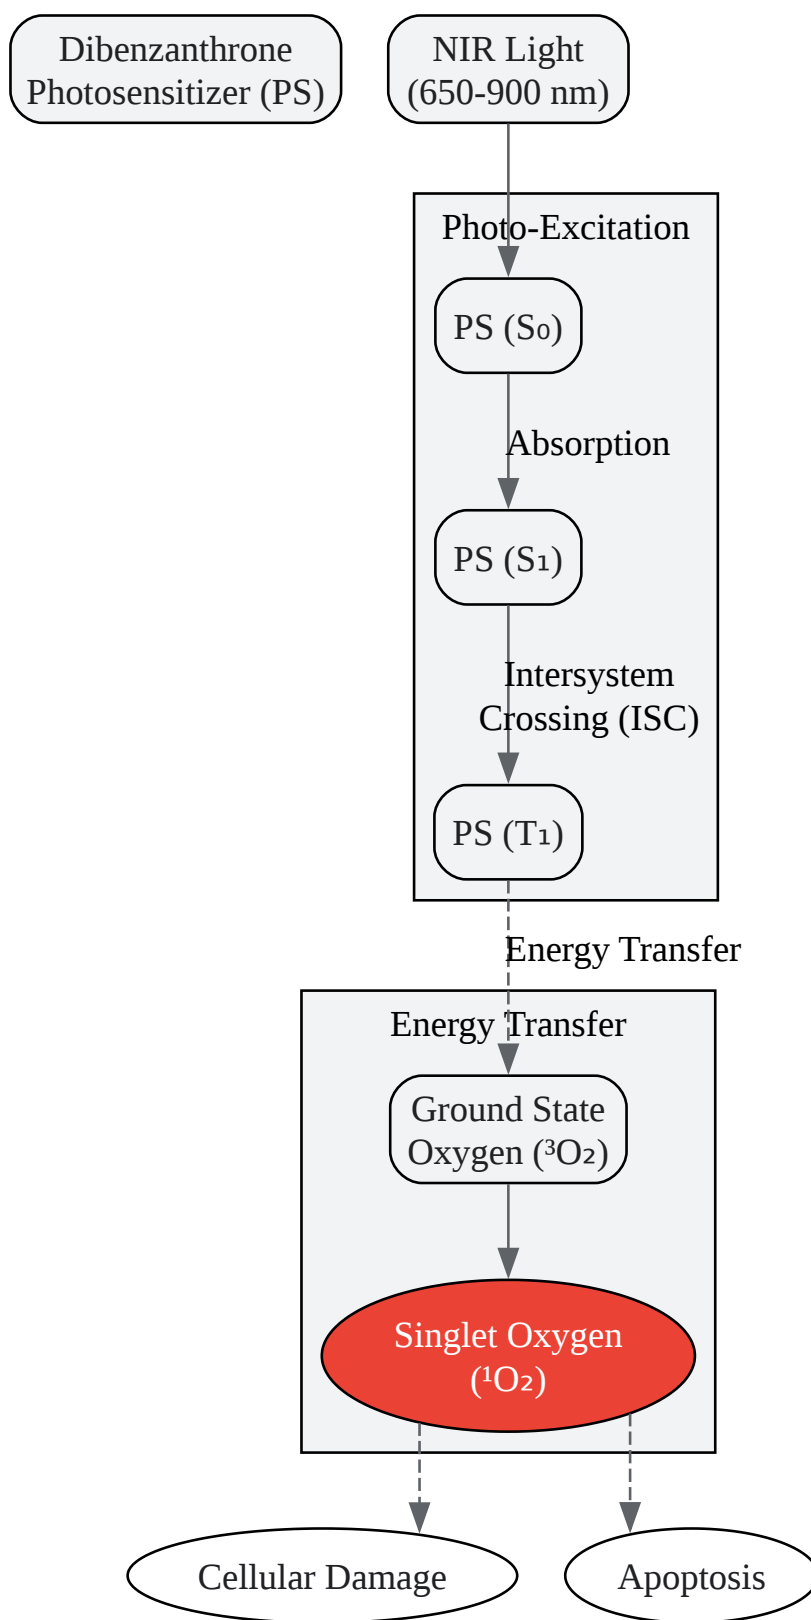 Dibenzanthrone
Photosensitizer (PS)
NIR Light
(650-900 nm)
Photo-Excitation
PS (S₀)
Absorption
PS (S₁)
Intersystem
Crossing (ISC)
PS (T₁)
Energy Transfer
Energy Transfer
Ground State
Oxygen (³O₂)
Singlet Oxygen
(¹O₂)
Cellular Damage
Apoptosis